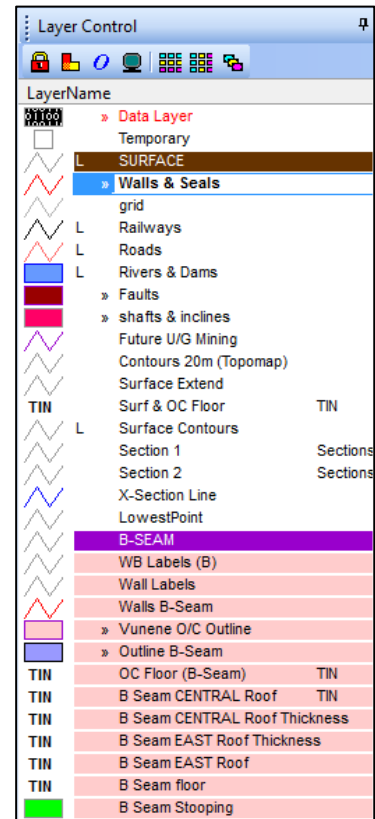 Layer Control
LayerName
» Data Layer
Temporary
L SURFACE
» Walls & Seals
grid
L Railways
L Roads
L Rivers & Dams
» Faults
» shafts & inclines
Future U/G Mining
Contours 20m (Topomap)
Surface Extend
TIN Surf & OC Floor TIN
L Surface Contours
Section 1 Sections
Section 2 Sections
X-Section Line
LowestPoint
B-SEAM
WB Labels (B)
Wall Labels
Walls B-Seam
» Vunene O/C Outline
» Outline B-Seam
TIN OC Floor (B-Seam) TIN
TIN B Seam CENTRAL Roof TIN
TIN B Seam CENTRAL Roof Thickness
TIN B Seam EAST Roof Thickness
TIN B Seam EAST Roof
TIN B Seam floor
B Seam Stooping